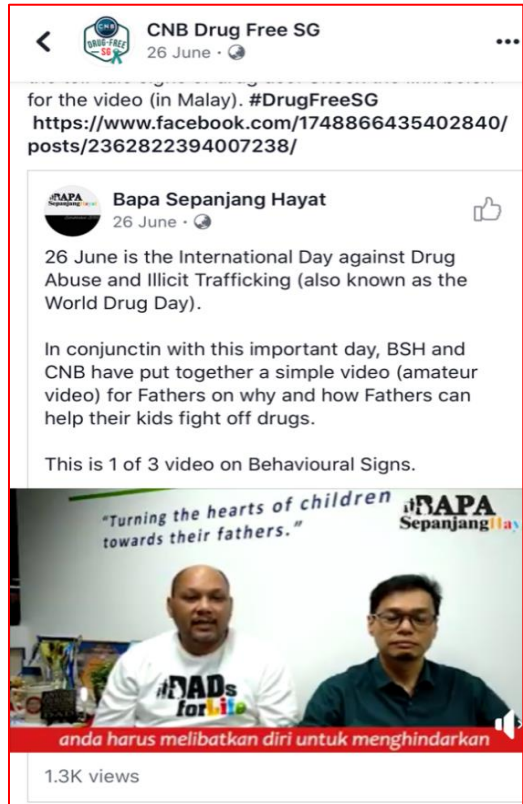 CNB Drug Free SG
26 June
CNB
DRUG-FREE
SG
for the video (in Malay). #DrugFreeSG
https://www.facebook.com/1748866435402840/
posts/2362822394007238/
Bapa Sepanjang Hayat
26 June
26 June is the International Day against Drug
Abuse and Illicit Trafficking (also known as the
World Drug Day).
In conjunctin with this important day, BSH and
CNB have put together a simple video (amateur
video) for Fathers on why and how Fathers can
help their kids fight off drugs.
This is 1 of 3 video on Behavioural Signs.
"Turning the hearts of children
towards their fathers."
BAPA
SepanjangHay
DADs
for Life
anda harus melibatkan diri untuk menghindarkan
1.3K views